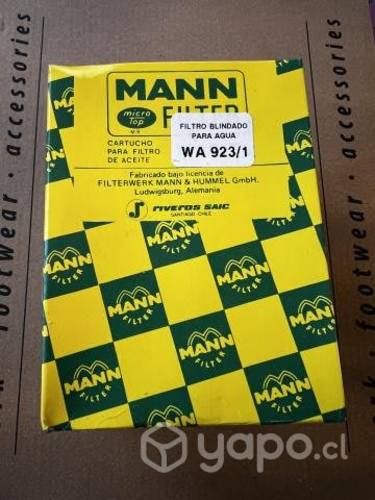 MANN
micro
Top
FILTER
CARTUCHO
PARA FILTRO
DE ACEITE
FILTRO BLINDADO
PARA AGUA
WA 923/1
Fabricado bajo licencia de
FILTERWERK MANN & HUMMEL GmbH.
Ludwigsburg, Alemania
riveros SAIC
SANTIAGO-CHILE
MANN
FILTER
MANN
FILTER
MANN
FILTER
MANN
FILTER
MANN
FILTER
MANN
FILTER
MANN
FILTER
footwear · accessories
footwear · accessories
yapo.cl